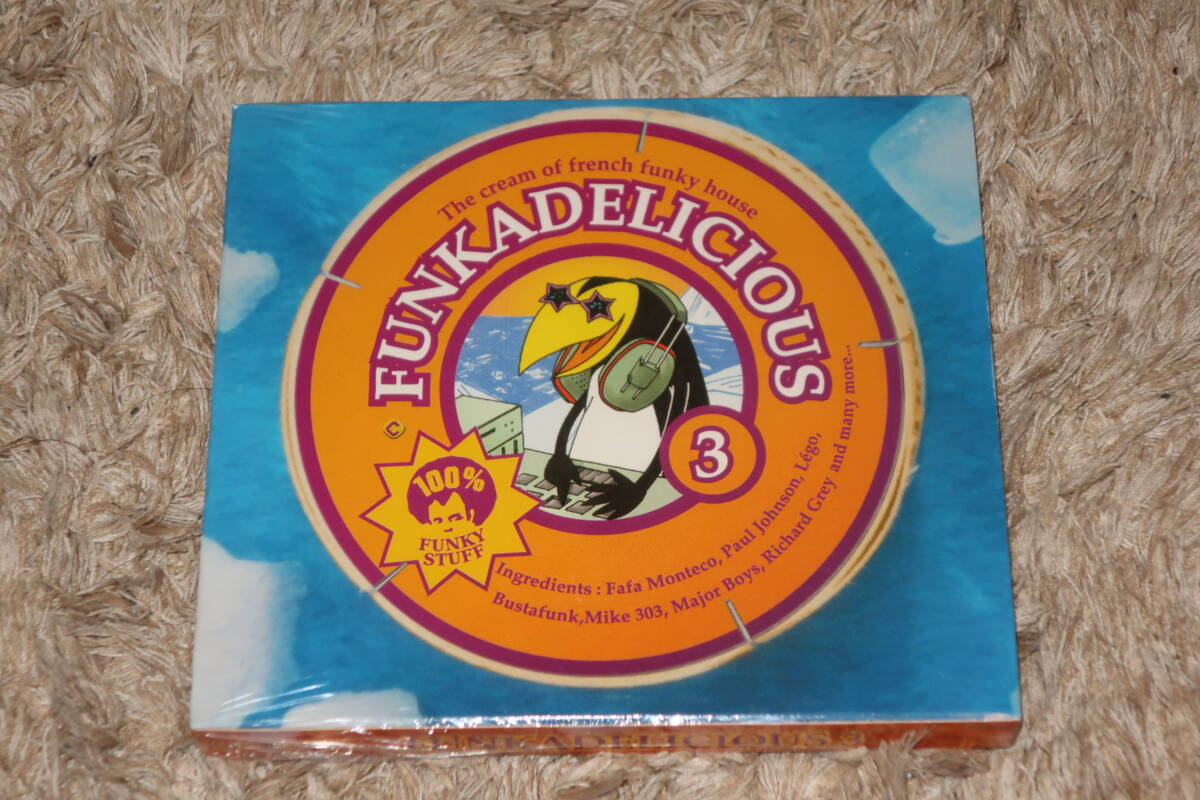 The cream of french funky house
FUNKADELICIOUS
3
C
100%
FUNKY
STUFF
Ingredients : Fafa Monteco, Paul Johnson, Légo,
Bustafunk,Mike 303, Major Boys, Richard Grey and many more...
FUNKADELICIOUS 3